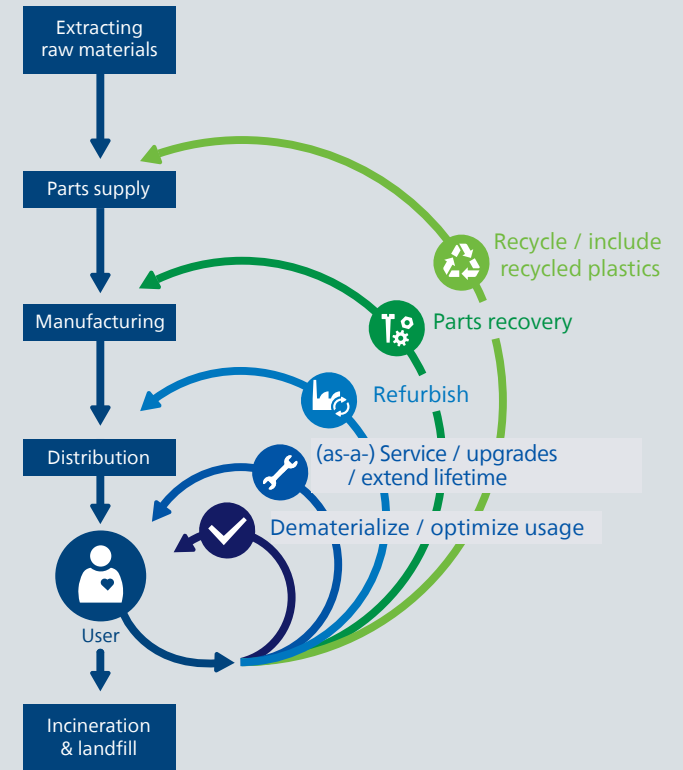 Extracting
raw materials
Parts supply
Recycle / include
recycled plastics
Manufacturing
Parts recovery
Refurbish
Distribution
(as-a-) Service / upgrades
/ extend lifetime
Dematerialize / optimize usage
User
Incineration
& landfill